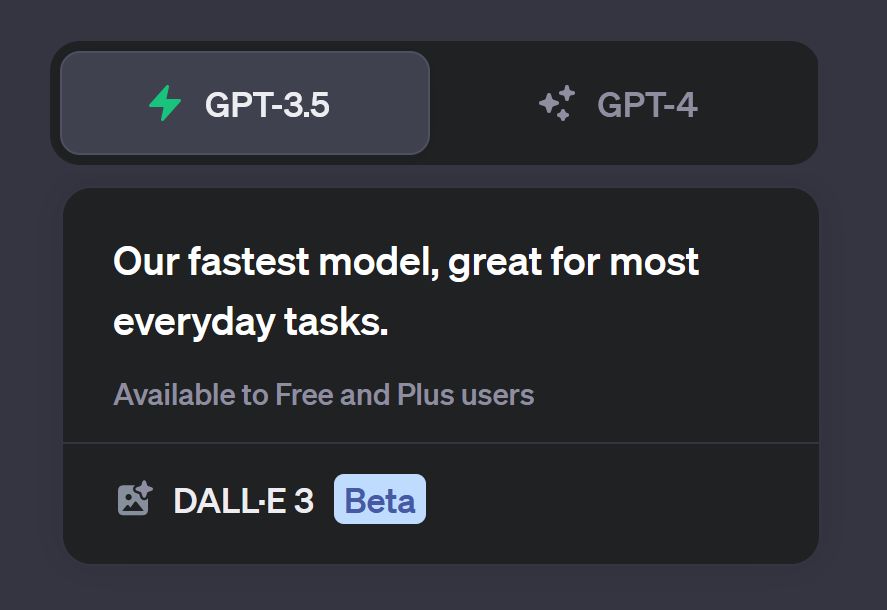 GPT-3.5
GPT-4
Our fastest model, great for most
everyday tasks.
Available to Free and Plus users
DALL·E 3
Beta